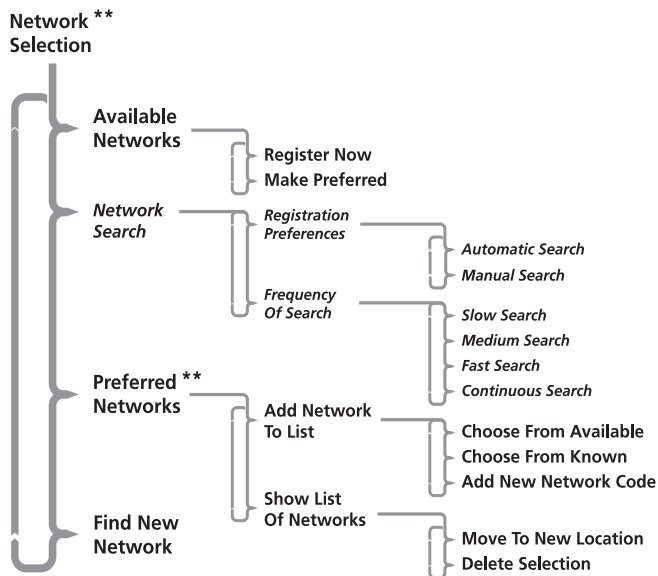 Network **
Selection
Available
Networks
Register Now
Make Preferred
Network
Search
Registration
Preferences
Automatic Search
Manual Search
Frequency
Of Search
Slow Search
Medium Search
Fast Search
Continuous Search
Preferred **
Networks
Add Network
To List
Choose From Available
Choose From Known
Add New Network Code
Show List
Of Networks
Move To New Location
Delete Selection
Find New
Network